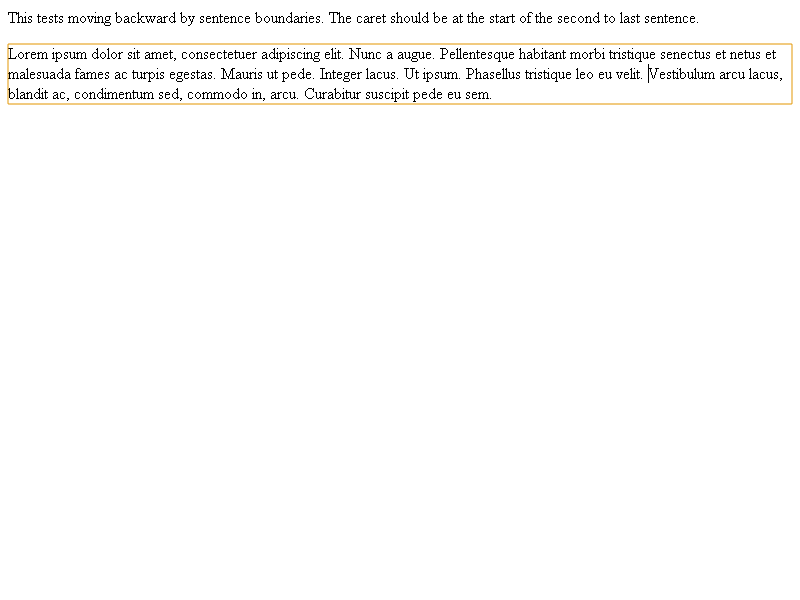 This tests moving backward by sentence boundaries. The caret should be at the start of the second to last sentence.
Lorem ipsum dolor sit amet, consectetuer adipiscing elit. Nunc a augue. Pellentesque habitant morbi tristique senectus et netus et
malesuada fames ac turpis egestas. Mauris ut pede. Integer lacus. Ut ipsum. Phasellus tristique leo eu velit. Vestibulum arcu lacus,
blandit ac, condimentum sed, commodo in, arcu. Curabitur suscipit pede eu sem.